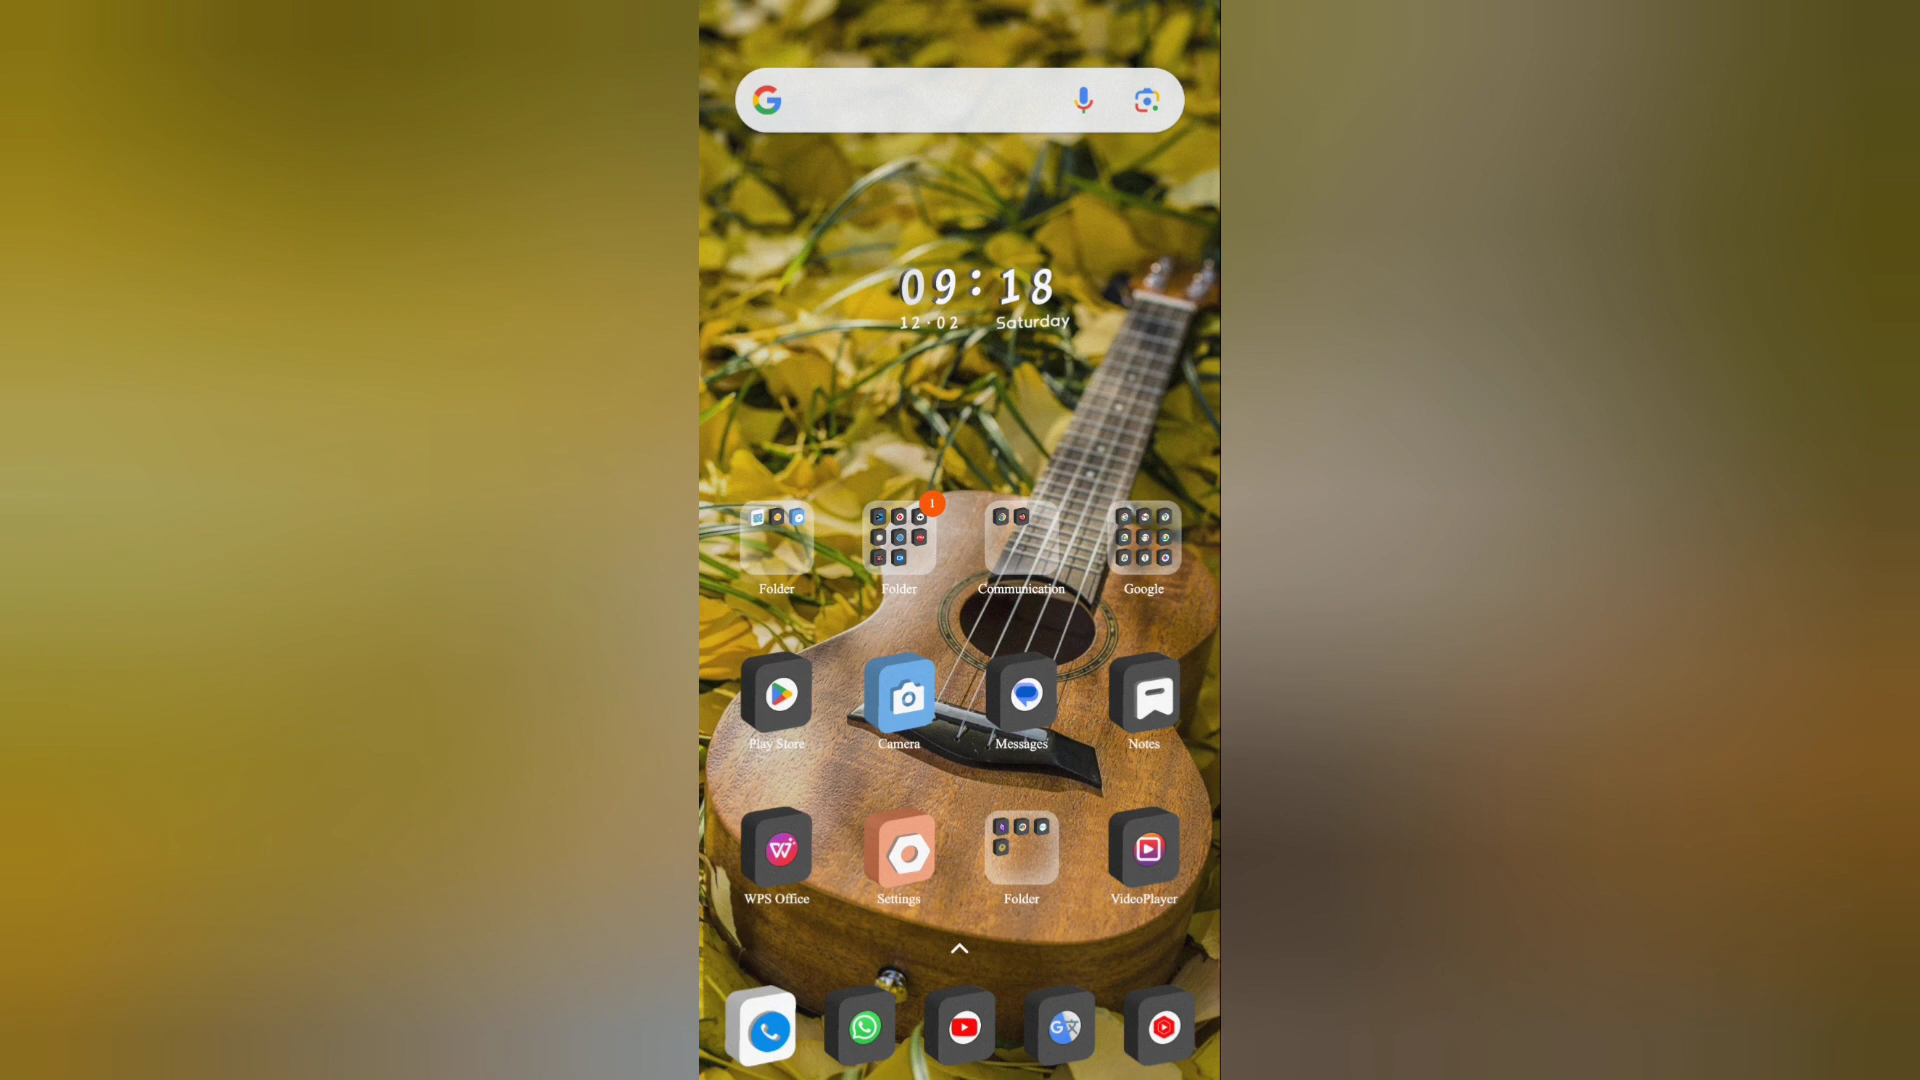 09:18
12·02 Saturday
1
Folder Folder Communication Google
Play Store Camera Messages Notes
WPS Office Settings Folder VideoPlayer